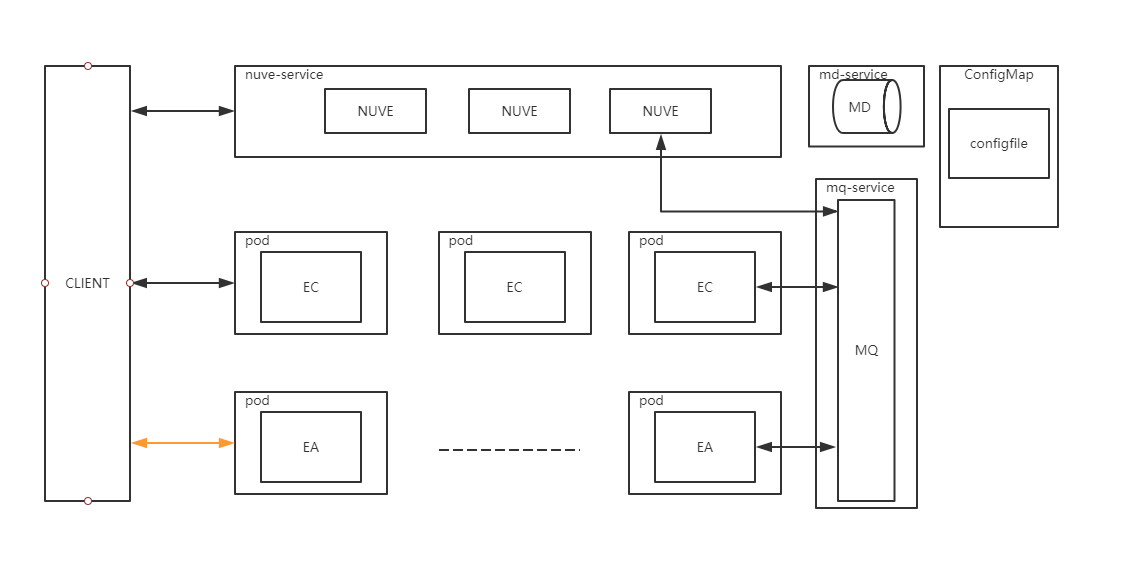 nuve-service
md-service
ConfigMap
NUVE
NUVE
NUVE
MD
configfile
mq-service
pod
pod
pod
CLIENT
EC
EC
EC
MQ
pod
pod
EA
EA